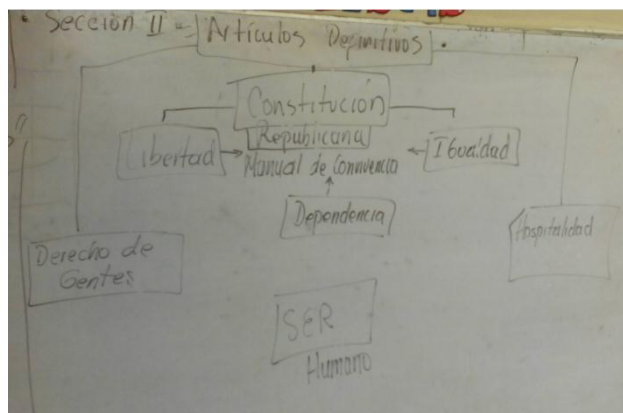 • Sección II = Artículos Definitivos •
Constitución
Republicana
Libertad
Manual de Convivencia
Igualdad
Dependencia
Derecho de
Gentes
Hospitalidad
SER
Humano